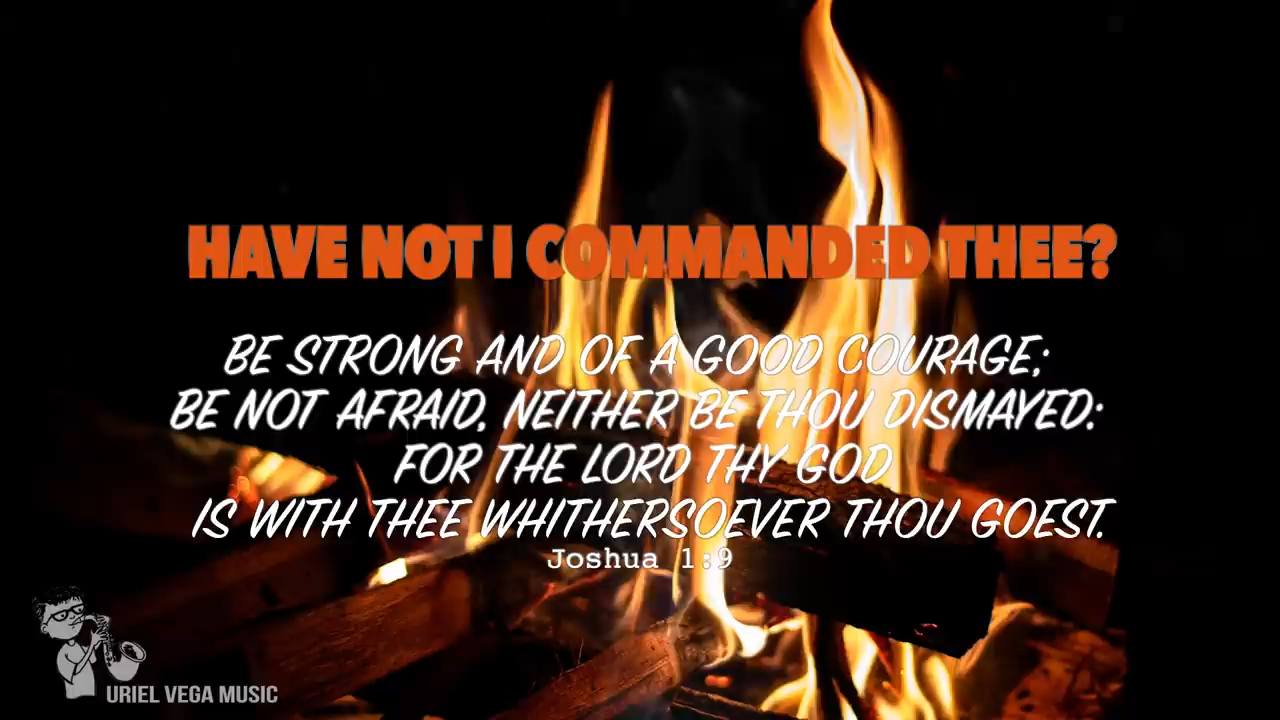 HAVE NOT I COMMANDED THEE?
BE STRONG AND OF A GOOD COURAGE;
BE NOT AFRAID, NEITHER BE THOU DISMAYED:
FOR THE LORD THY GOD
IS WITH THEE WHITHERSOEVER THOU GOEST.
Joshua 1:9
URIEL VEGA MUSIC